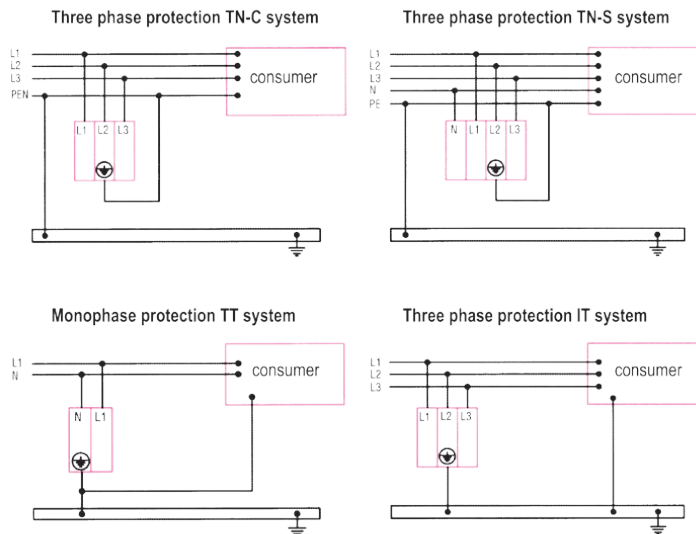 Three phase protection TN-C system
L1
L2
L3
PEN
consumer
L1 L2 L3
Three phase protection TN-S system
L1
L2
L3
N
PE
consumer
N L1 L2 L3
Monophase protection TT system
L1
N
consumer
N L1
Three phase protection IT system
L1
L2
L3
consumer
L1 L2 L3